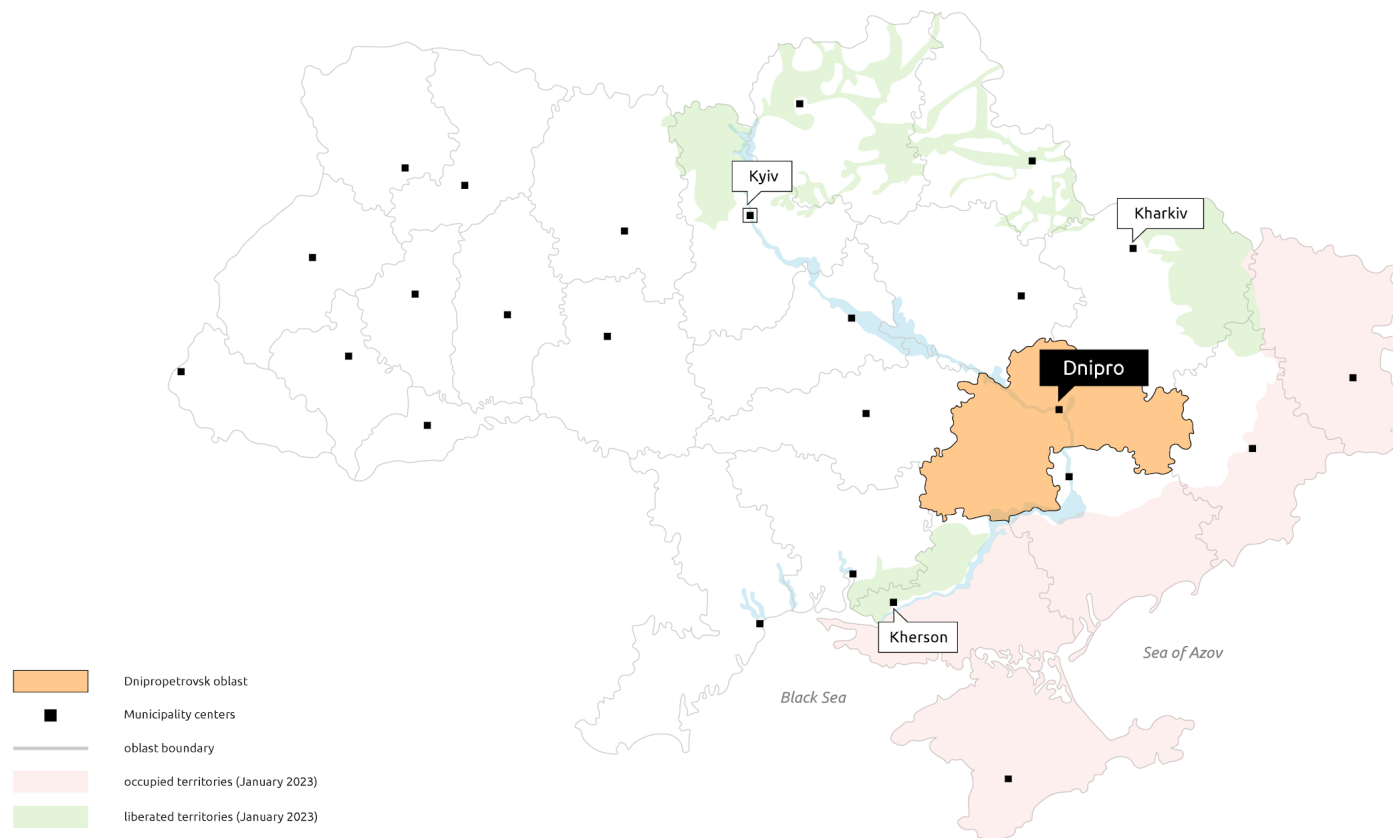 Kyiv
Kharkiv
Dnipro
Kherson
Sea of Azov
Black Sea
Dnipropetrovsk oblast
Municipality centers
oblast boundary
occupied territories (January 2023)
liberated territories (January 2023)